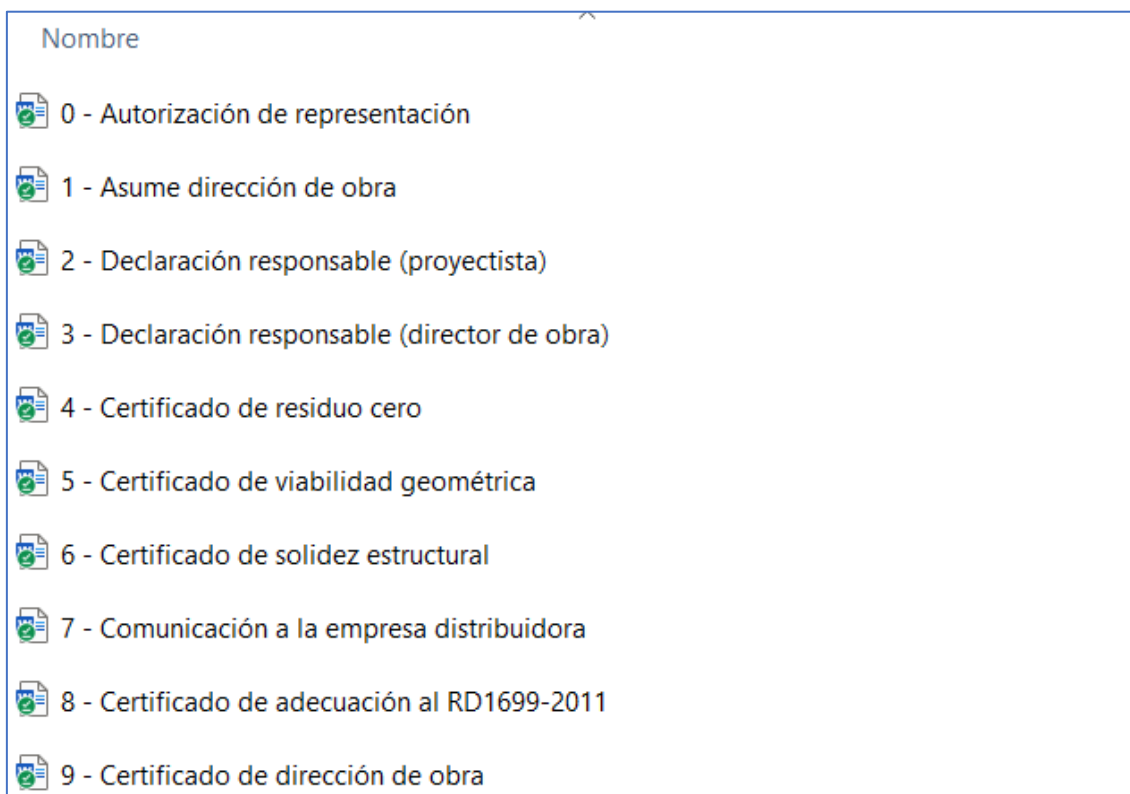 Nombre
0 - Autorización de representación
1 - Asume dirección de obra
2 - Declaración responsable (proyectista)
3 - Declaración responsable (director de obra)
4 - Certificado de residuo cero
5 - Certificado de viabilidad geométrica
6 - Certificado de solidez estructural
7 - Comunicación a la empresa distribuidora
8 - Certificado de adecuación al RD1699-2011
9 - Certificado de dirección de obra